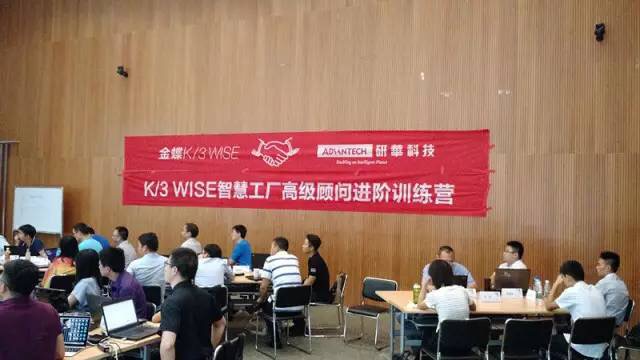 金蝶K/3 WISE ADVANTECH 研華科技
Enabling an Intelligent Planet
K/3 WISE智慧工厂高级顾问进阶训练营